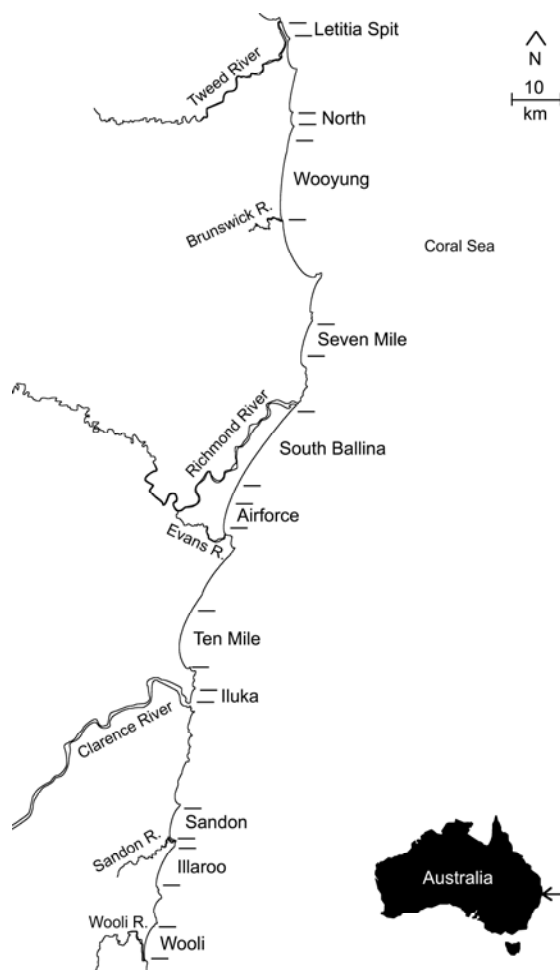 Letitia Spit
N
10
km
Tweed River
North
Wooyung
Brunswick R.
Coral Sea
Seven Mile
Richmond River
South Ballina
Airforce
Evans R.
Ten Mile
Iluka
Clarence River
Sandon
Sandon R.
Illaroo
Australia
Wooli R.
Wooli